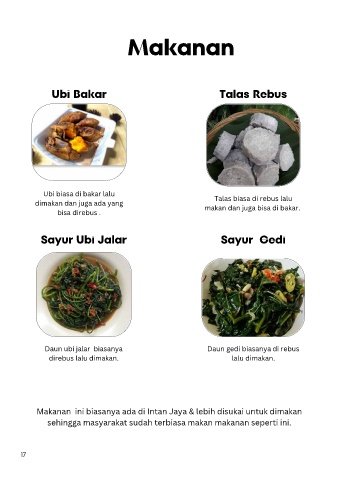 Makanan
Ubi Bakar
Ubi biasa di bakar lalu
dimakan dan juga ada yang
bisa direbus .
Talas Rebus
Talas biasa di rebus lalu
makan dan juga bisa di bakar.
Sayur Ubi Jalar
Daun ubi jalar biasanya
direbus lalu dimakan.
Sayur Gedi
Daun gedi biasanya di rebus
lalu dimakan.
Makanan ini biasanya ada di Intan Jaya & lebih disukai untuk dimakan
sehingga masyarakat sudah terbiasa makan makanan seperti ini.
17